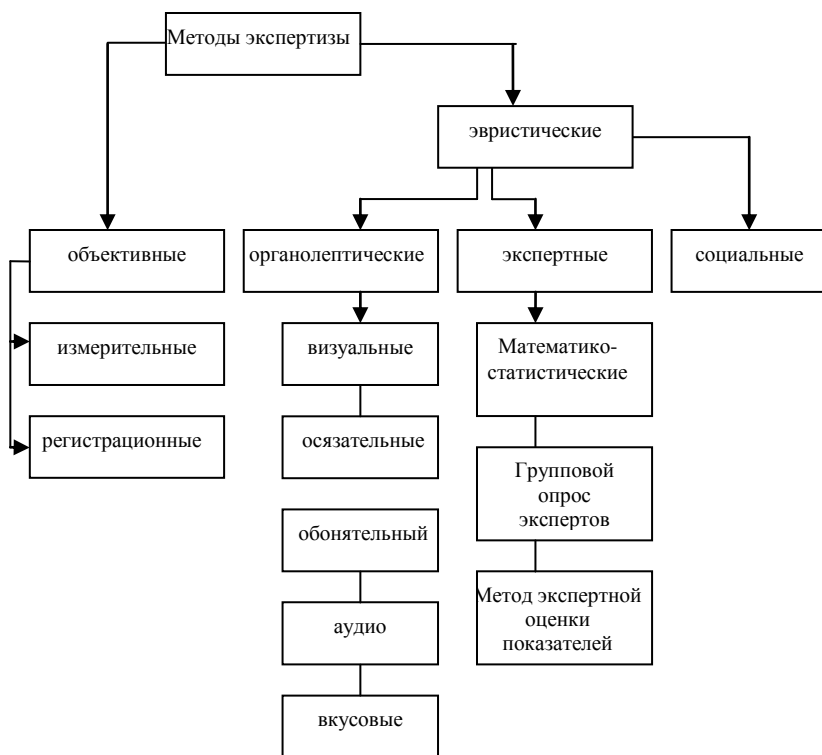 Методы экспертизы
эвристические
объективные
органолептические
экспертные
социальные
измерительные
визуальные
Математико-
статистические
регистрационные
осязательные
Групповой
опрос
экспертов
обонятельный
Метод экспертной
оценки
показателей
аудио
вкусовые